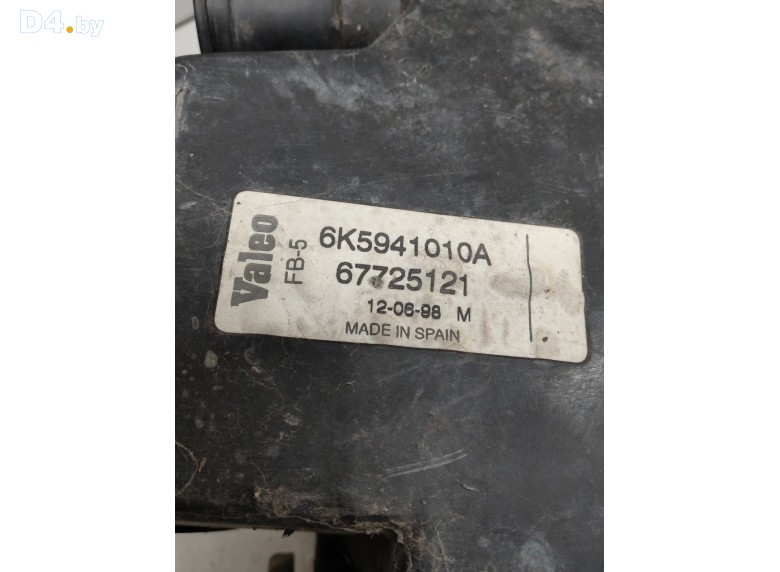 D4.by
Valeo
FB-5
6K5941010A
67725121
12-06-98 M
MADE IN SPAIN